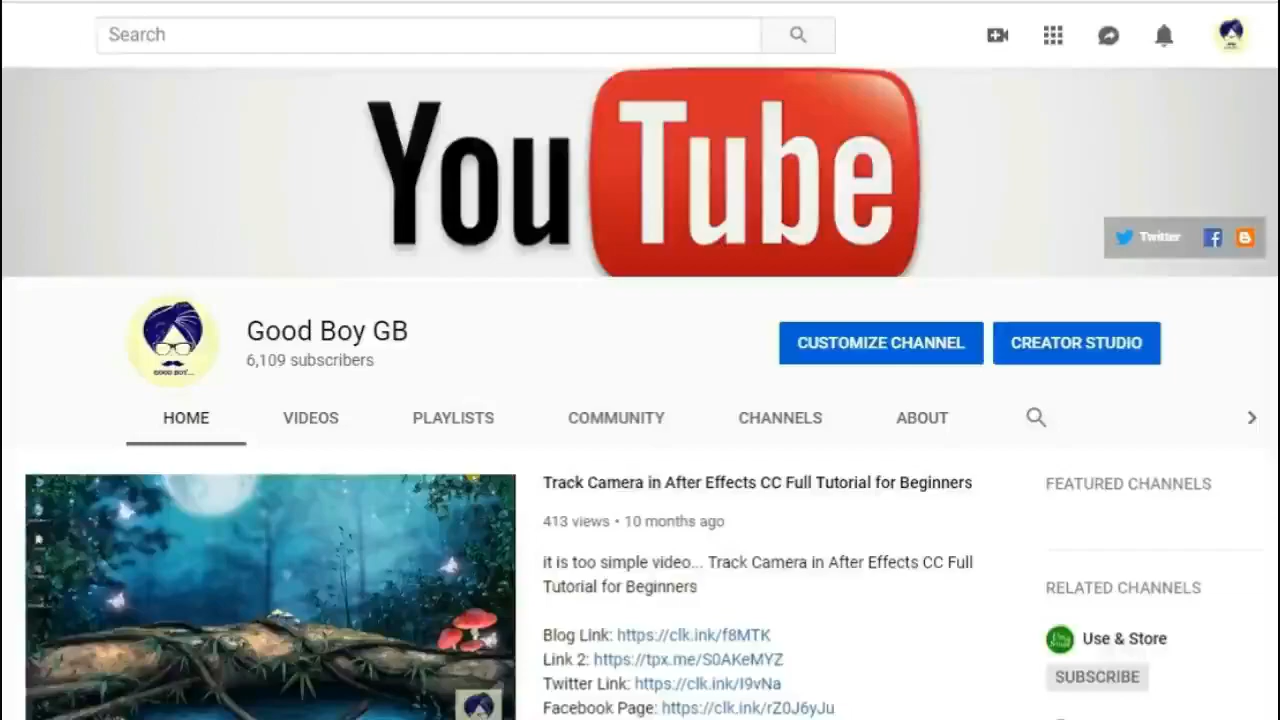 Search
YouTube
Twitter
Good Boy GB
6,109 subscribers
CUSTOMIZE CHANNEL
CREATOR STUDIO
HOME
VIDEOS
PLAYLISTS
COMMUNITY
CHANNELS
ABOUT
Track Camera in After Effects CC Full Tutorial for Beginners
413 views • 10 months ago
it is too simple video... Track Camera in After Effects CC Full
Tutorial for Beginners
Blog Link: https://clk.ink/f8MTK
Link 2: https://tpx.me/S0AKeMYZ
Twitter Link: https://clk.ink/I9vNa
Facebook Page: https://clk.ink/rZ0J6yJu
FEATURED CHANNELS
RELATED CHANNELS
Use & Store
SUBSCRIBE